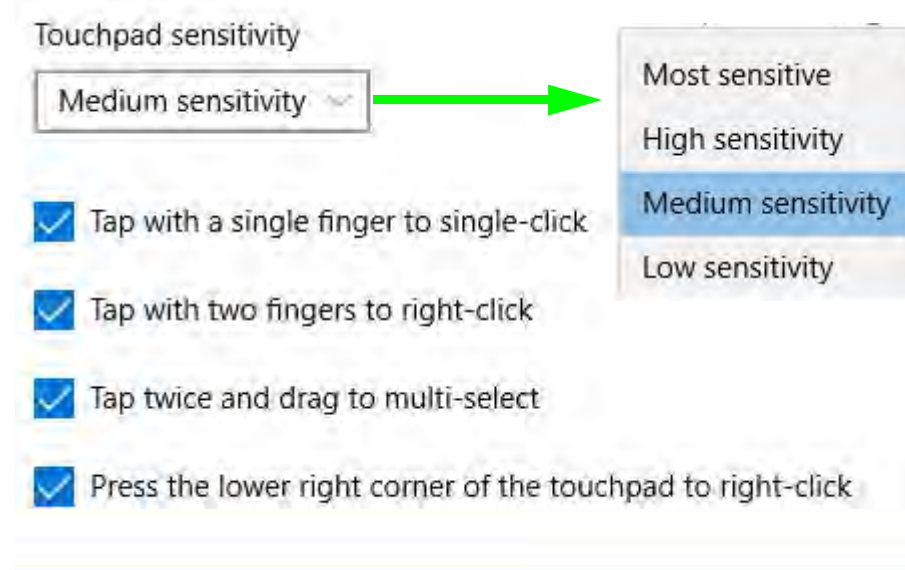 Touchpad sensitivity
Medium sensitivity
Most sensitive
High sensitivity
Medium sensitivity
Low sensitivity
Tap with a single finger to single-click
Tap with two fingers to right-click
Tap twice and drag to multi-select
Press the lower right corner of the touchpad to right-click